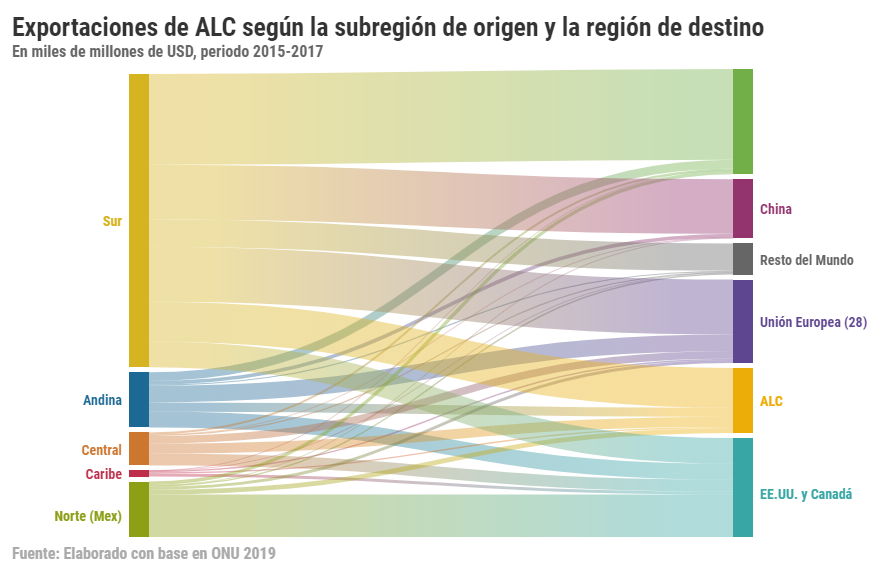 Exportaciones de ALC según la subregión de origen y la región de destino
En miles de millones de USD, periodo 2015-2017
Sur
China
Resto del Mundo
Unión Europea (28)
Andina
ALC
Central
Caribe
EE.UU. y Canadá
Norte (Mex)
Fuente: Elaborado con base en ONU 2019